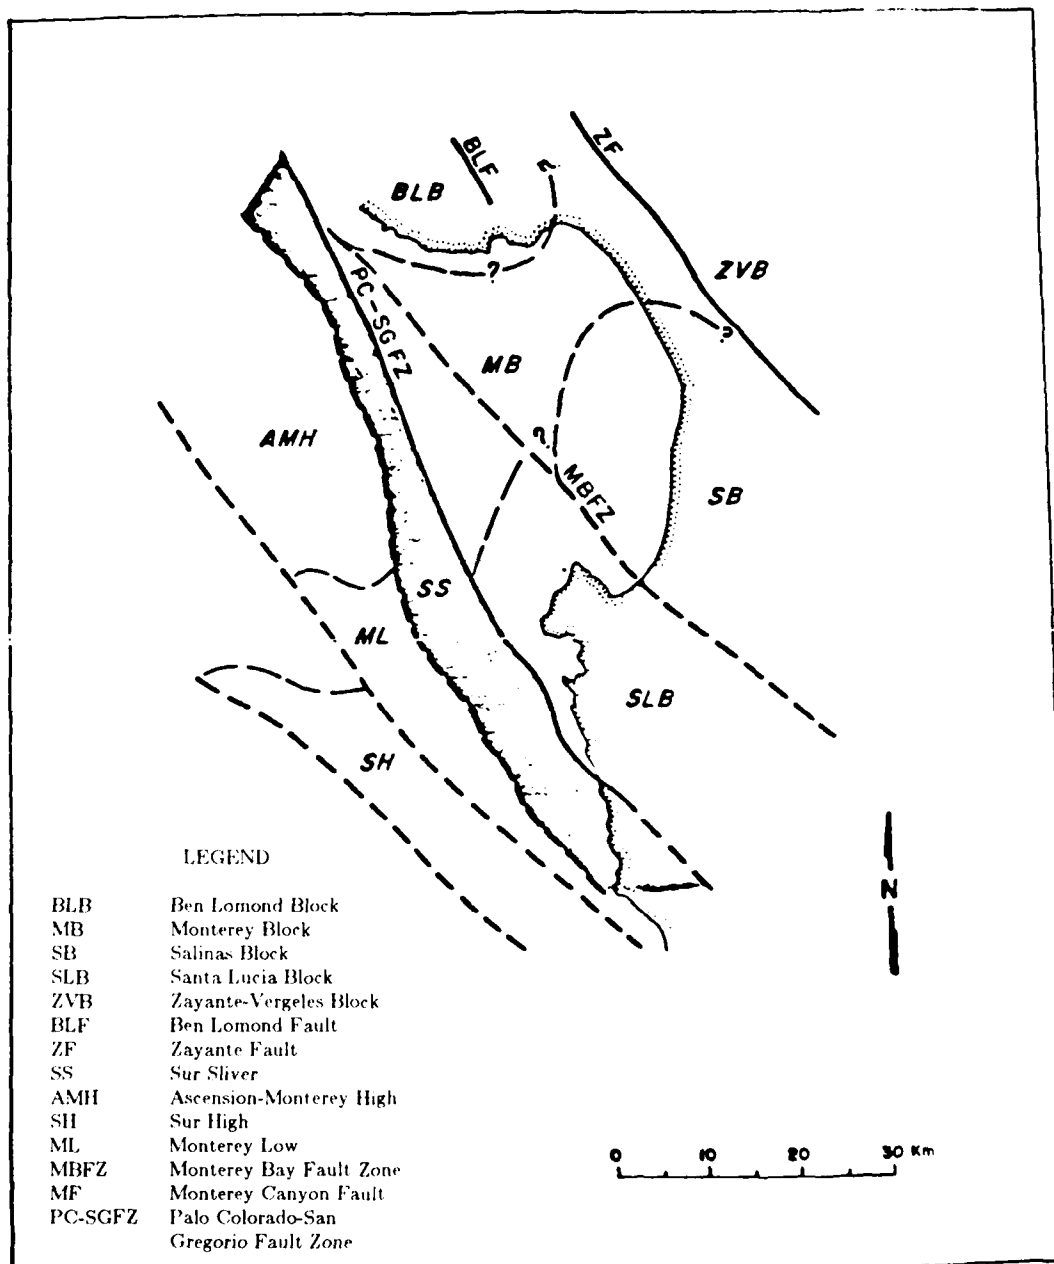 ZF
BLF
?
BLB
ZVB
?
PC-SGFZ
?
MB
?
AMH
MBFZ
SB
SS
ML
SLB
SH
LEGEND
N
BLB Ben Lomond Block
MB Monterey Block
SB Salinas Block
SLB Santa Lucia Block
ZVB Zayante-Vergeles Block
BLF Ben Lomond Fault
ZF Zayante Fault
SS Sur Sliver
AMH Ascension-Monterey High
SH Sur High
ML Monterey Low
MBFZ Monterey Bay Fault Zone
MF Monterey Canyon Fault
PC-SGFZ Palo Colorado-San
Gregorio Fault Zone
0 10 20 30 Km